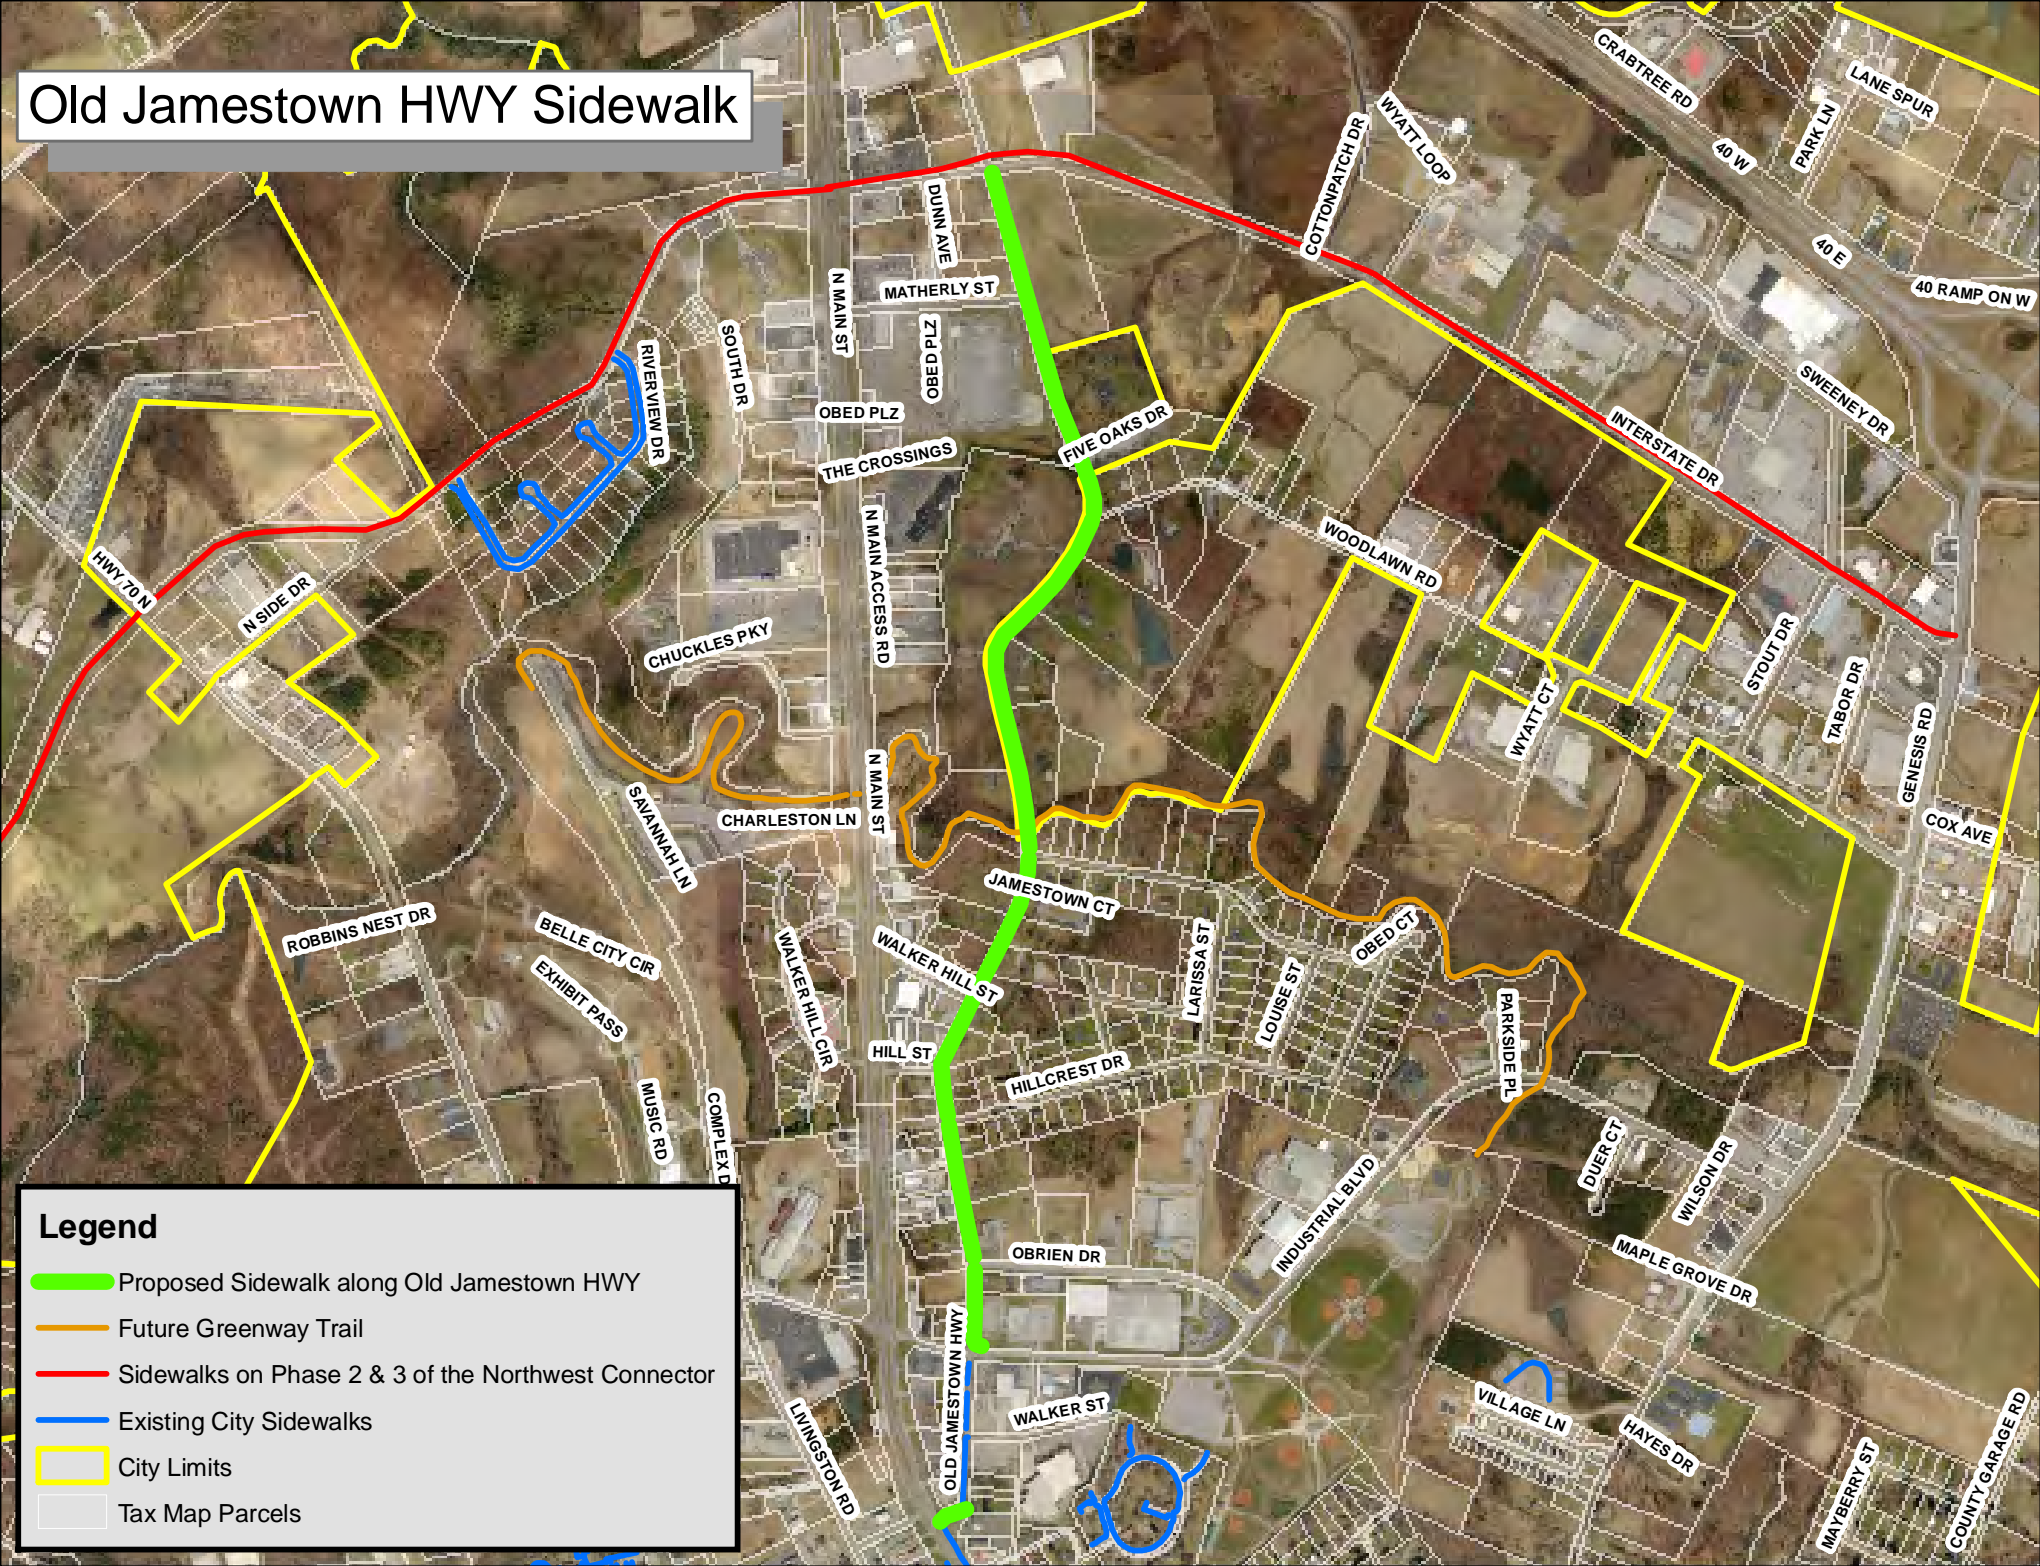 Old Jamestown HWY Sidewalk
CRABTREE RD
LANE SPUR
PARK LN
40 W
WYATT LOOP
COTTONPATCH DR
DUNN AVE
40 E
40 RAMP ON W
MATHERLY ST
N MAIN ST
OBED PLZ
SOUTH DR
RIVERVIEW DR
OBED PLZ
FIVE OAKS DR
SWEENEY DR
INTERSTATE DR
THE CROSSINGS
N MAIN ACCESS RD
WOODLAWN RD
HWY 70 N
N SIDE DR
CHUCKLES PKY
STOUT DR
TABOR DR
WYATT CT
GENESIS RD
N MAIN ST
SAVANNAH LN
CHARLESTON LN
COX AVE
JAMESTOWN CT
ROBBINS NEST DR
BELLE CITY CIR
EXHIBIT PASS
WALKER HILL CIR
WALKER HILL ST
LARISSA ST
LOUISE ST
OBED CT
PARKSIDE PL
HILL ST
HILLCREST DR
MUSIC RD
COMPLEX D
DUER CT
WILSON DR
INDUSTRIAL BLVD
OBRIEN DR
MAPLE GROVE DR
OLD JAMESTOWN HWY
WALKER ST
LIVINGSTON RD
VILLAGE LN
HAYES DR
MAYBERRY ST
COUNTY GARAGE RD
Legend
Proposed Sidewalk along Old Jamestown HWY
Future Greenway Trail
Sidewalks on Phase 2 & 3 of the Northwest Connector
Existing City Sidewalks
City Limits
Tax Map Parcels